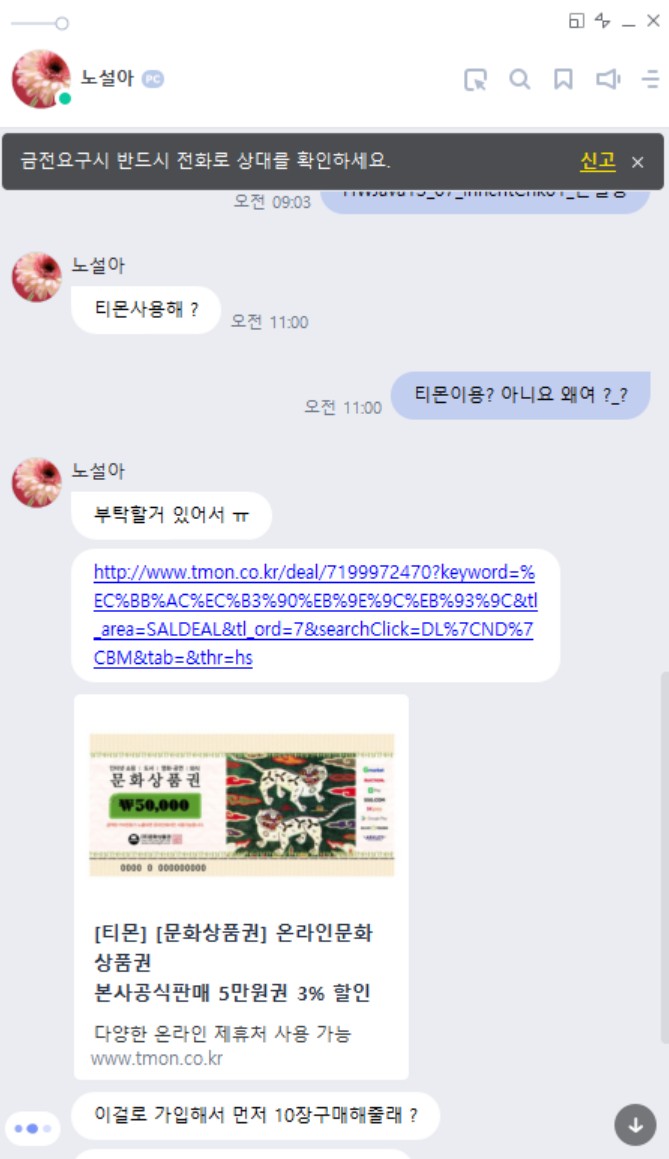 노설아 PC
금전요구시 반드시 전화로 상대를 확인하세요. 신고
오전 09:03
노설아
티몬사용해 ?
오전 11:00
티몬이용? 아니요 왜여 ?_?
오전 11:00
노설아
부탁할거 있어서 ㅠ
http://www.tmon.co.kr/deal/7199972470?keyword=%
EC%BB%AC%EC%B3%90%EB%9E%9C%EB%93%9C&tl
_area=SALDEAL&tl_ord=7&searchClick=DL%7CND%7
CBM&tab=&thr=hs
문화상품권
₩50,000
0000 0 000000000
[티몬] [문화상품권] 온라인문화
상품권
본사공식판매 5만원권 3% 할인
다양한 온라인 제휴처 사용 가능
www.tmon.co.kr
이걸로 가입해서 먼저 10장구매해줄래 ?